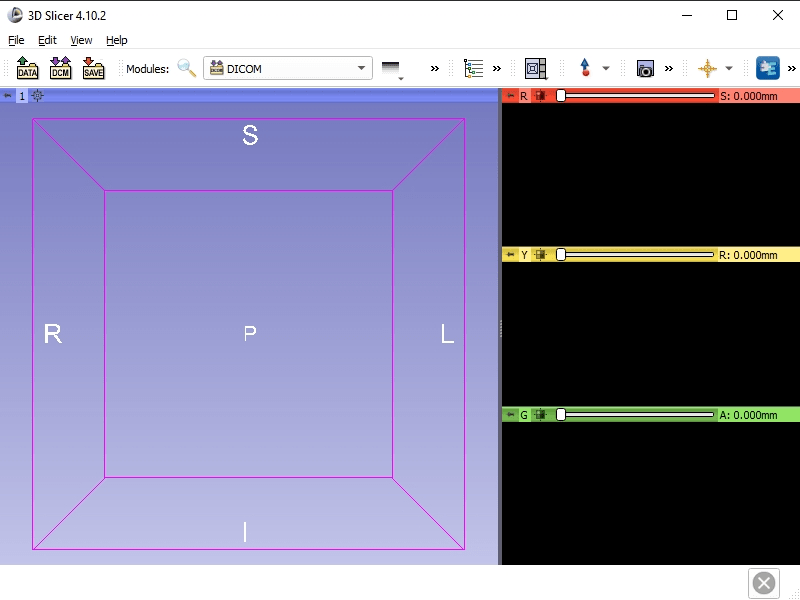 3D Slicer 4.10.2
File Edit View Help
DATA DCM SAVE Modules: DCOM DICOM
1
R S: 0.000mm
S
Y R: 0.000mm
R P L
G A: 0.000mm
I